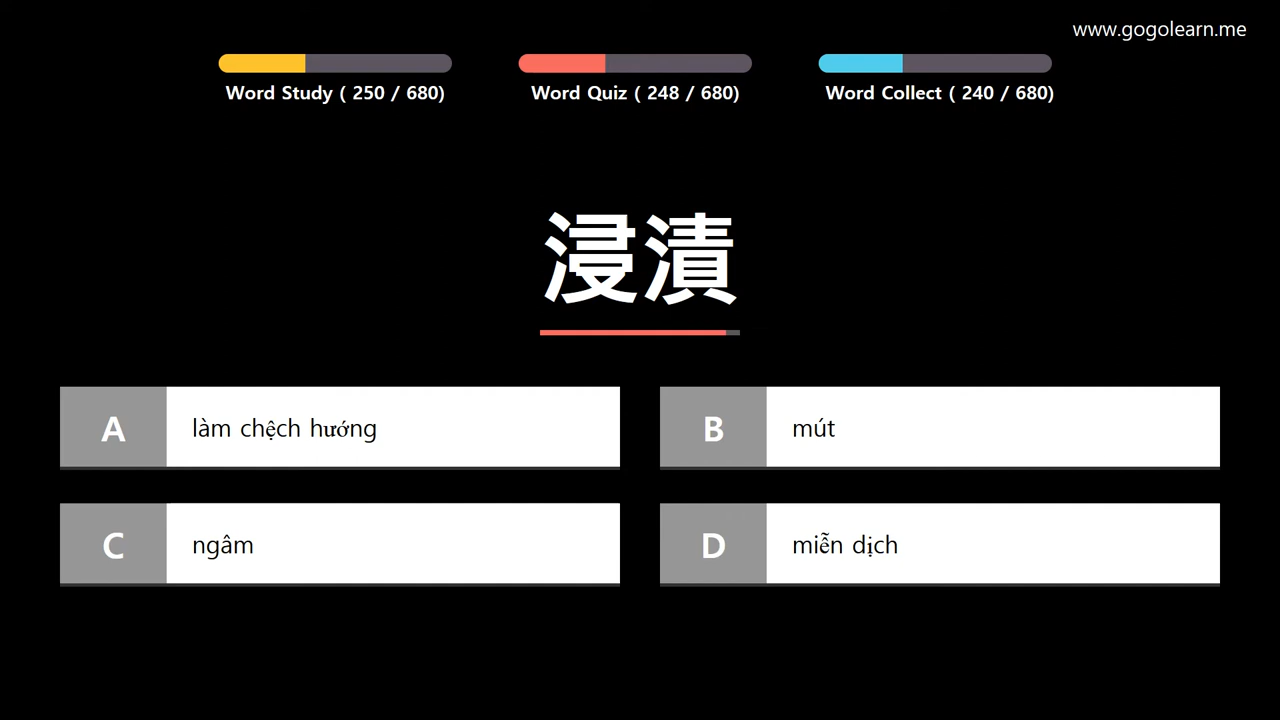 www.gogolearn.me
Word Study ( 250 / 680)
Word Quiz ( 248 / 680)
Word Collect ( 240 / 680)
浸漬
A làm chệch hướng
B mút
C ngâm
D miễn dịch